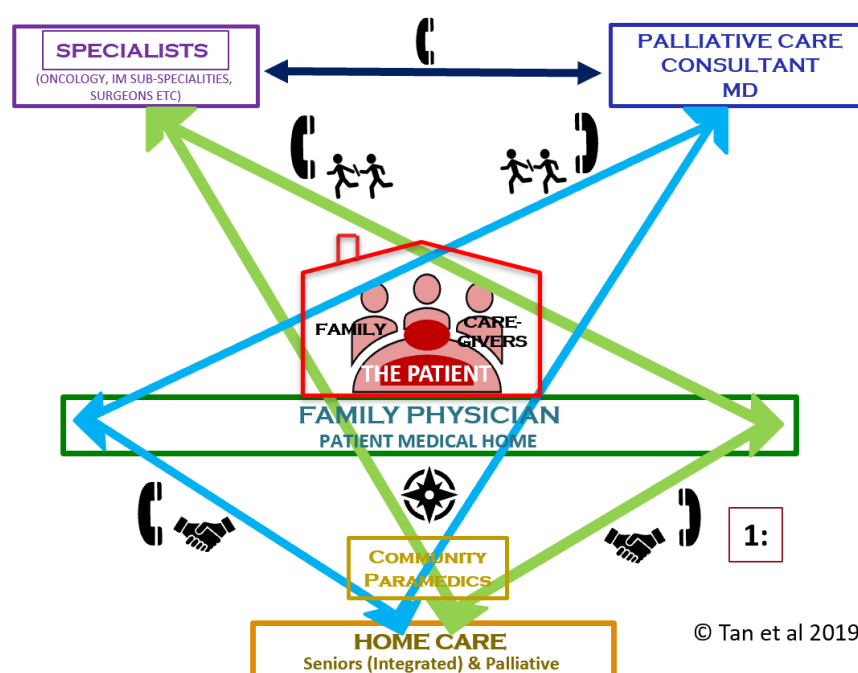 SPECIALISTS
(ONCOLOGY, IM SUB-SPECIALITIES,
SURGEONS ETC)
PALLIATIVE CARE
CONSULTANT
MD
FAMILY
CARE-
GIVERS
THE PATIENT
FAMILY PHYSICIAN
PATIENT MEDICAL HOME
1:
COMMUNITY
PARAMEDICS
HOME CARE
Seniors (Integrated) & Palliative
© Tan et al 2019